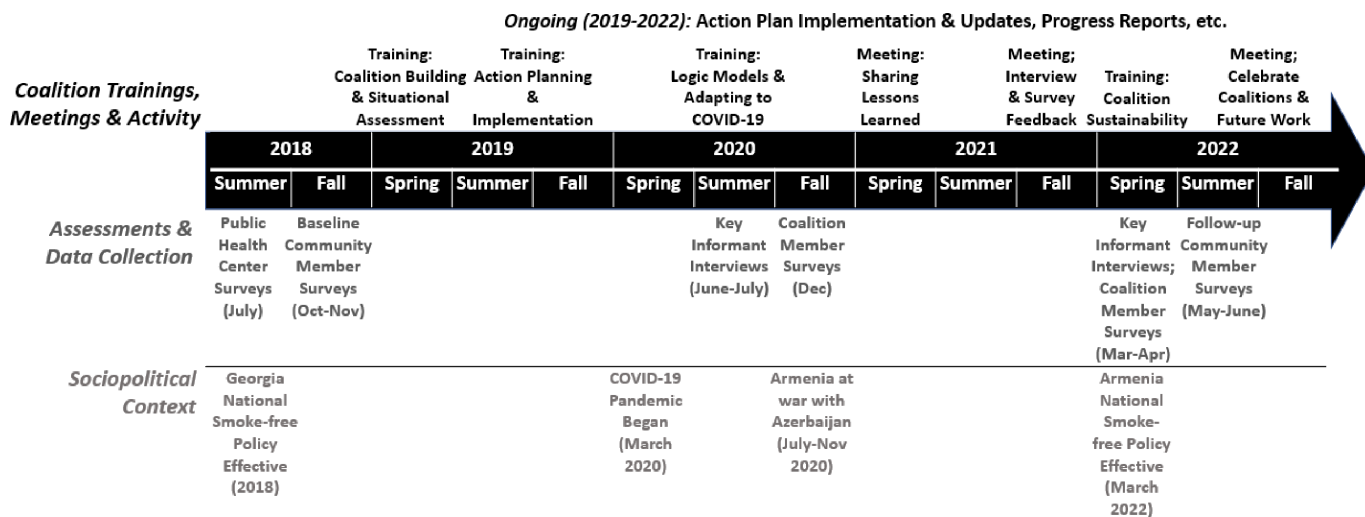 Ongoing (2019-2022): Action Plan Implementation & Updates, Progress Reports, etc.
Coalition Trainings,
Meetings & Activity
Training:
Coalition Building
& Situational
Assessment
Training:
Action Planning
&
Implementation
Training:
Logic Models &
Adapting to
COVID-19
Meeting:
Sharing
Lessons
Learned
Meeting;
Interview
& Survey
Feedback
Training:
Coalition
Sustainability
Meeting;
Celebrate
Coalitions &
Future Work
2018 2019 2020 2021 2022
Summer Fall Spring Summer Fall Spring Summer Fall Spring Summer Fall Spring Summer Fall
Assessments &
Data Collection
Public
Health
Center
Surveys
(July)
Baseline
Community
Member
Surveys
(Oct-Nov)
Key
Informant
Interviews
(June-July)
Coalition
Member
Surveys
(Dec)
Key
Informant
Interviews;
Coalition
Member
Surveys
(Mar-Apr)
Follow-up
Community
Member
Surveys
(May-June)
Sociopolitical
Context
Georgia
National
Smoke-free
Policy
Effective
(2018)
COVID-19
Pandemic
Began
(March
2020)
Armenia at
war with
Azerbaijan
(July-Nov
2020)
Armenia
National
Smoke-
free Policy
Effective
(March
2022)